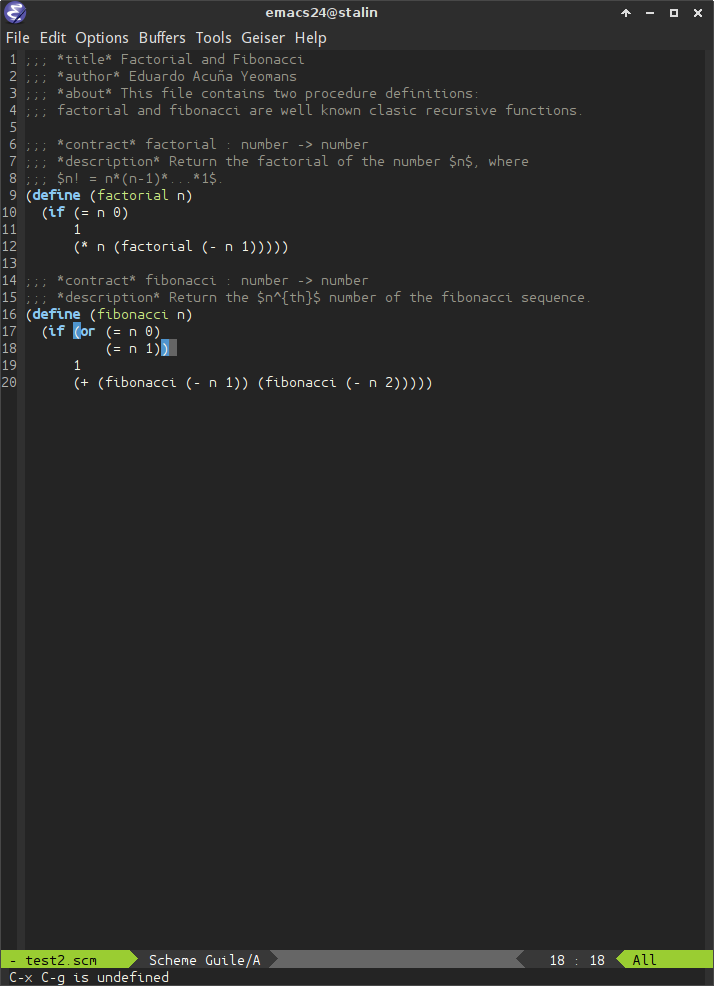 emacs24@stalin
File Edit Options Buffers Tools Geiser Help
1 ;;; *title* Factorial and Fibonacci
2 ;;; *author* Eduardo Acuña Yeomans
3 ;;; *about* This file contains two procedure definitions:
4 ;;; factorial and fibonacci are well known clasic recursive functions.
5
6 ;;; *contract* factorial : number -> number
7 ;;; *description* Return the factorial of the number $n$, where
8 ;;; $n! = n*(n-1)*...*1$.
9 (define (factorial n)
10   (if (= n 0)
11       1
12       (* n (factorial (- n 1)))))
13
14 ;;; *contract* fibonacci : number -> number
15 ;;; *description* Return the $n^{th}$ number of the fibonacci sequence.
16 (define (fibonacci n)
17   (if (or (= n 0)
18           (= n 1))
19       1
20       (+ (fibonacci (- n 1)) (fibonacci (- n 2)))))
- test2.scm Scheme Guile/A 18 : 18 All
C-x C-g is undefined